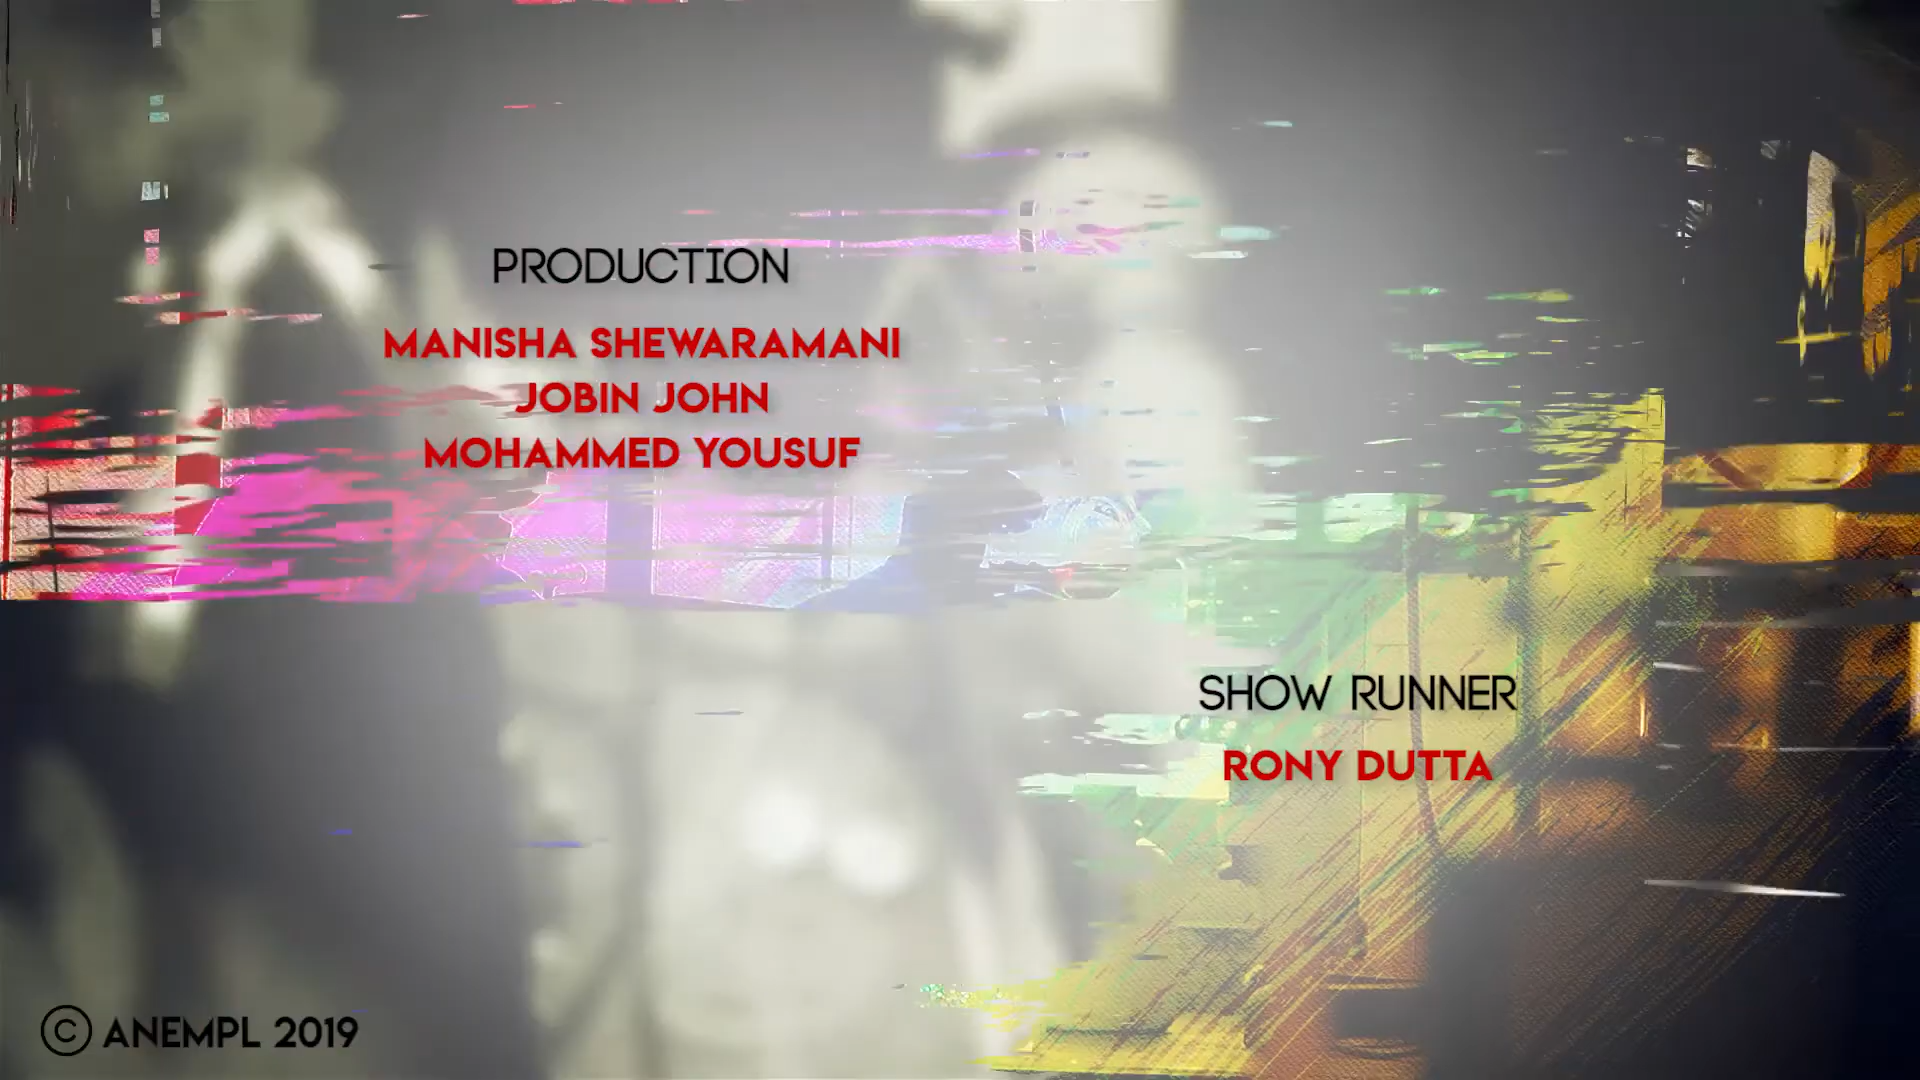 PRODUCTION
MANISHA SHEWARAMANI
JOBIN JOHN
MOHAMMED YOUSUF
SHOW RUNNER
RONY DUTTA
© ANEMPL 2019